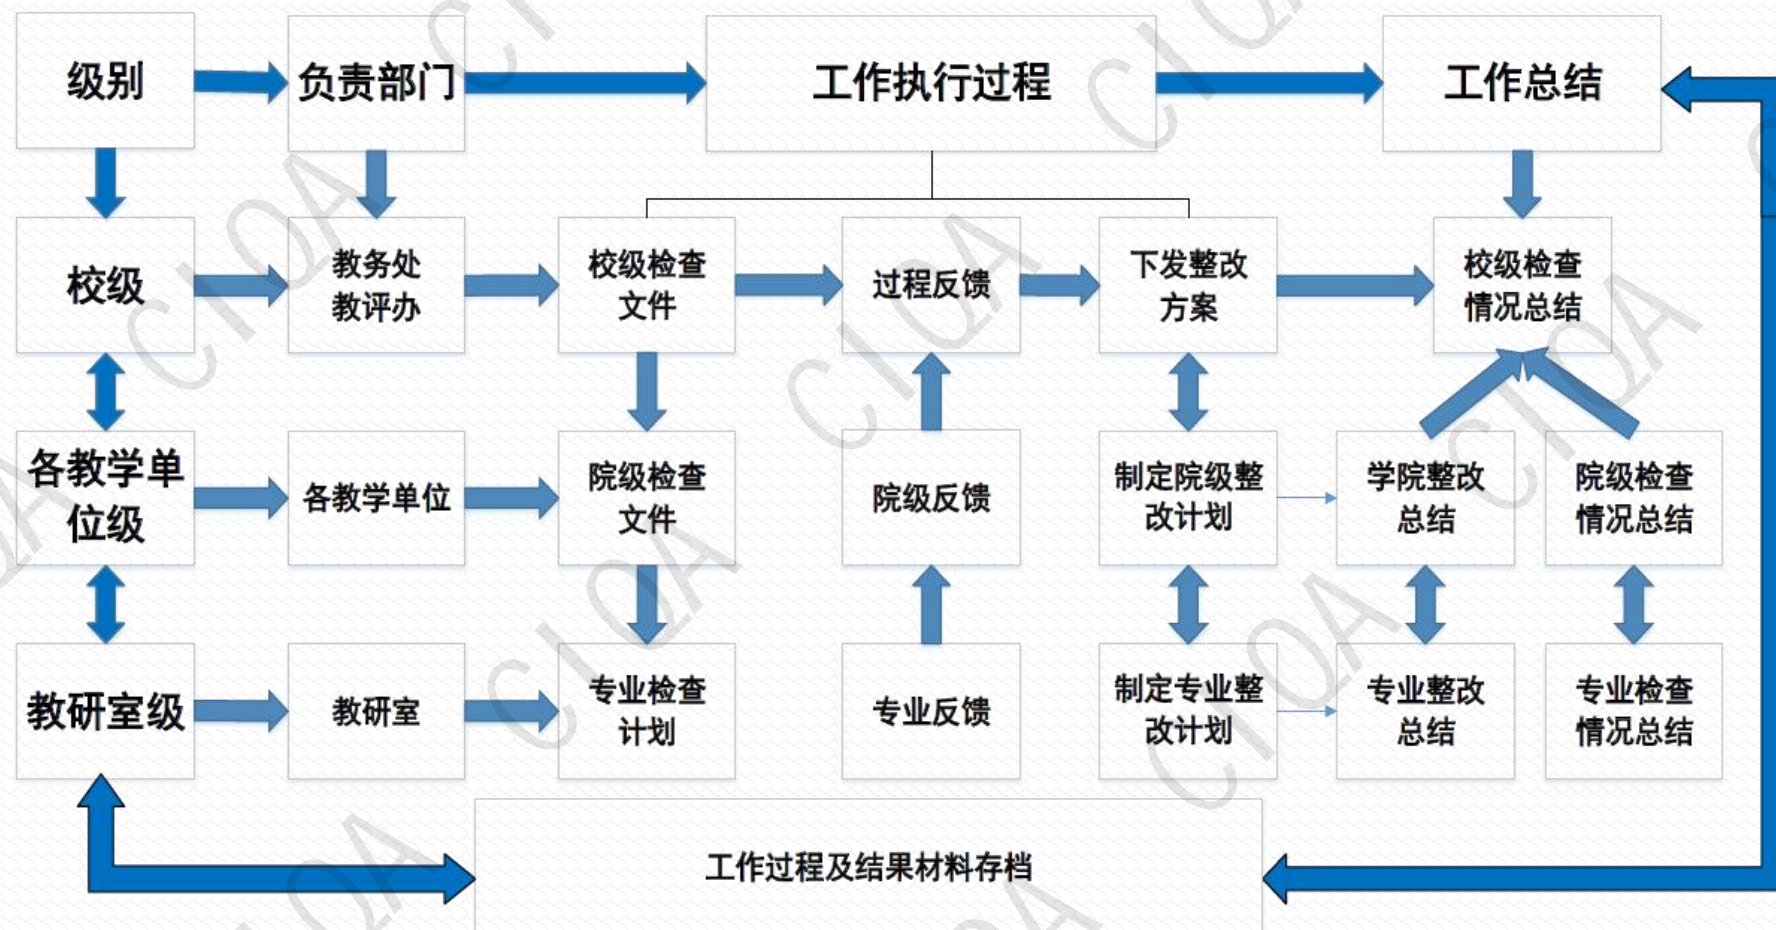 级别
负责部门
工作执行过程
工作总结
校级
教务处
教评办
校级检查
文件
过程反馈
下发整改
方案
校级检查
情况总结
各教学单
位级
各教学单位
院级检查
文件
院级反馈
制定院级整
改计划
学院整改
总结
院级检查
情况总结
教研室级
教研室
专业检查
计划
专业反馈
制定专业整
改计划
专业整改
总结
专业检查
情况总结
工作过程及结果材料存档
CIQA
CIQA
CIQA
CIQA
CIQA
CIQA
CIQA